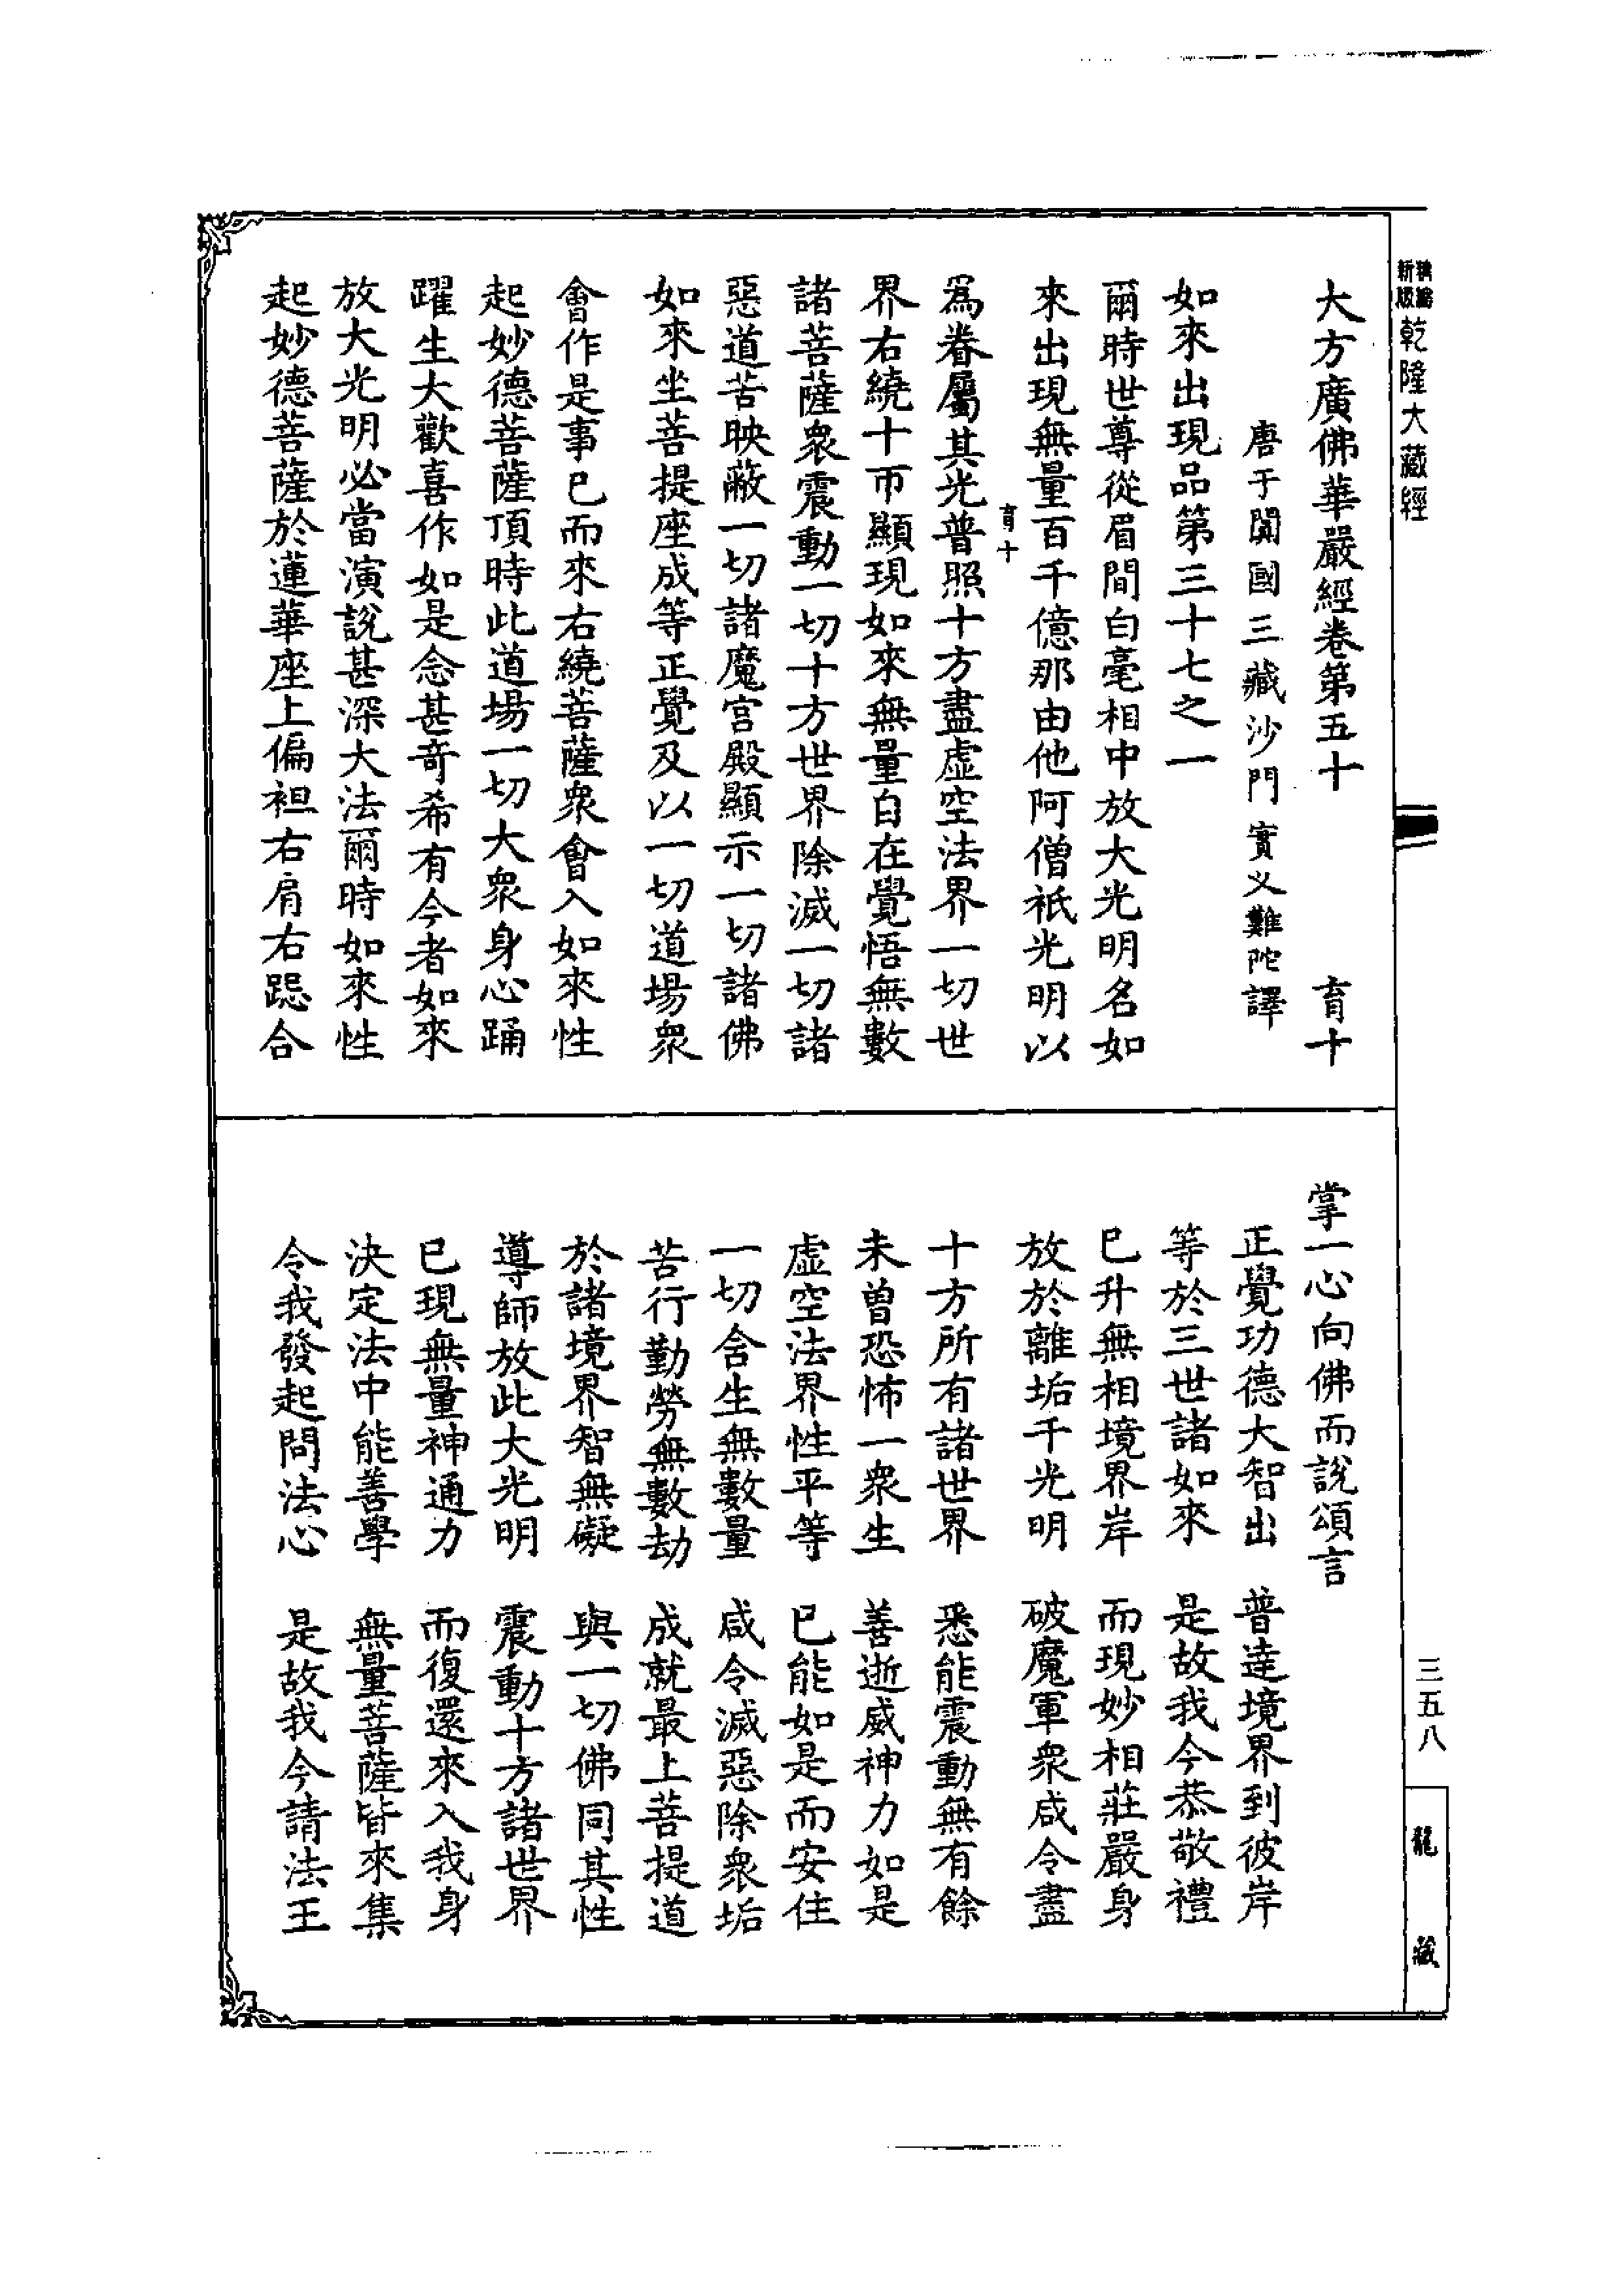 精繕新版乾隆大藏經
大方廣佛華嚴經卷第五十 育十
唐于闐國三藏沙門實叉難陀譯
如來出現品第三十七之一
爾時世尊從眉間白毫相中放大光明名如
來出現無量百千億那由他阿僧祇光明以
育十
為眷屬其光普照十方盡虛空法界一切世
界右繞十帀顯現如來無量自在覺悟無數
諸菩薩眾震動一切十方世界除滅一切諸
惡道苦映蔽一切諸魔宮殿顯示一切諸佛
如來坐菩提座成等正覺及以一切道場眾
會作是事已而來右繞菩薩眾會入如來性
起妙德菩薩頂時此道場一切大眾身心踊
躍生大歡喜作如是念甚奇希有今者如來
放大光明必當演說甚深大法爾時如來性
起妙德菩薩於蓮華座上偏袒右肩右跽合
掌一心向佛而說頌言
正覺功德大智出 普達境界到彼岸
等於三世諸如來 是故我今恭敬禮
已升無相境界岸 而現妙相莊嚴身
放於離垢千光明 破魔軍眾咸令盡
十方所有諸世界 悉能震動無有餘
未曾恐怖一眾生 善逝威神力如是
虛空法界性平等 已能如是而安住
一切含生無數量 咸令滅惡除眾垢
苦行勤勞無數劫 成就最上菩提道
於諸境界智無礙 與一切佛同其性
導師放此大光明 震動十方諸世界
已現無量神通力 而復還來入我身
決定法中能善學 無量菩薩皆來集
令我發起問法心 是故我今請法王
三五八
龍藏